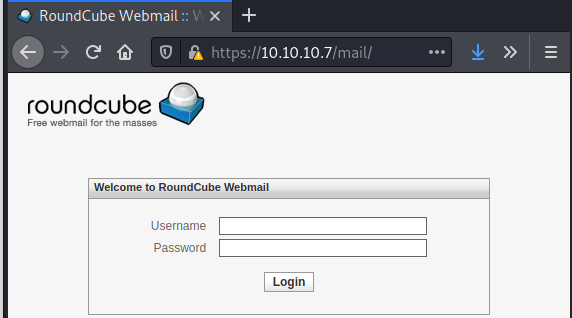 RoundCube Webmail :: W
https://10.10.10.7/mail/
roundcube
Free webmail for the masses
Welcome to RoundCube Webmail
Username
Password
Login